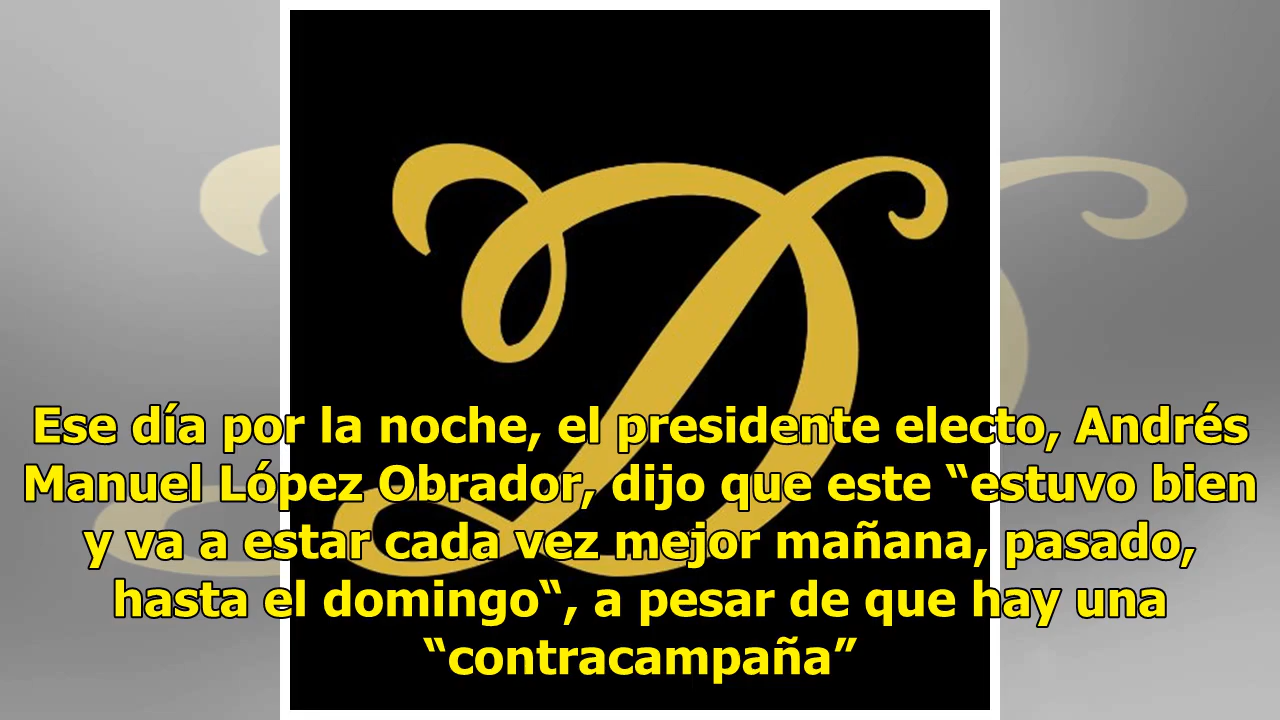 Ese día por la noche, el presidente electo, Andrés
Manuel López Obrador, dijo que este “estuvo bien
y va a estar cada vez mejor mañana, pasado,
hasta el domingo“, a pesar de que hay una
“contracampaña”